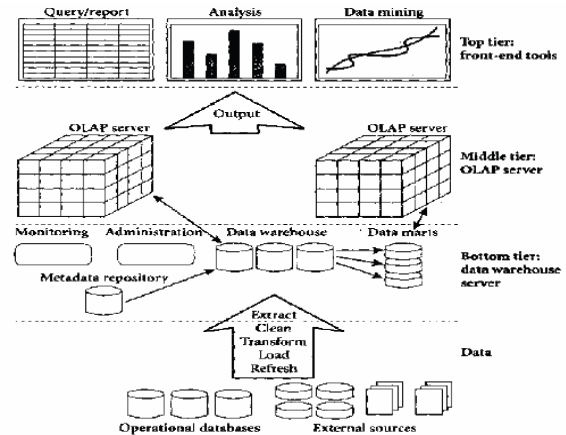 Query/report
Analysis
Data mining
Top tier:
front-end tools
Output
OLAP server
OLAP server
Middle tier:
OLAP server
Monitoring
Administration
Data warehouse
Data marts
Metadata repository
Bottom tier:
data warehouse
server
Extract
Clean
Transform
Load
Refresh
Data
Operational databases
External sources